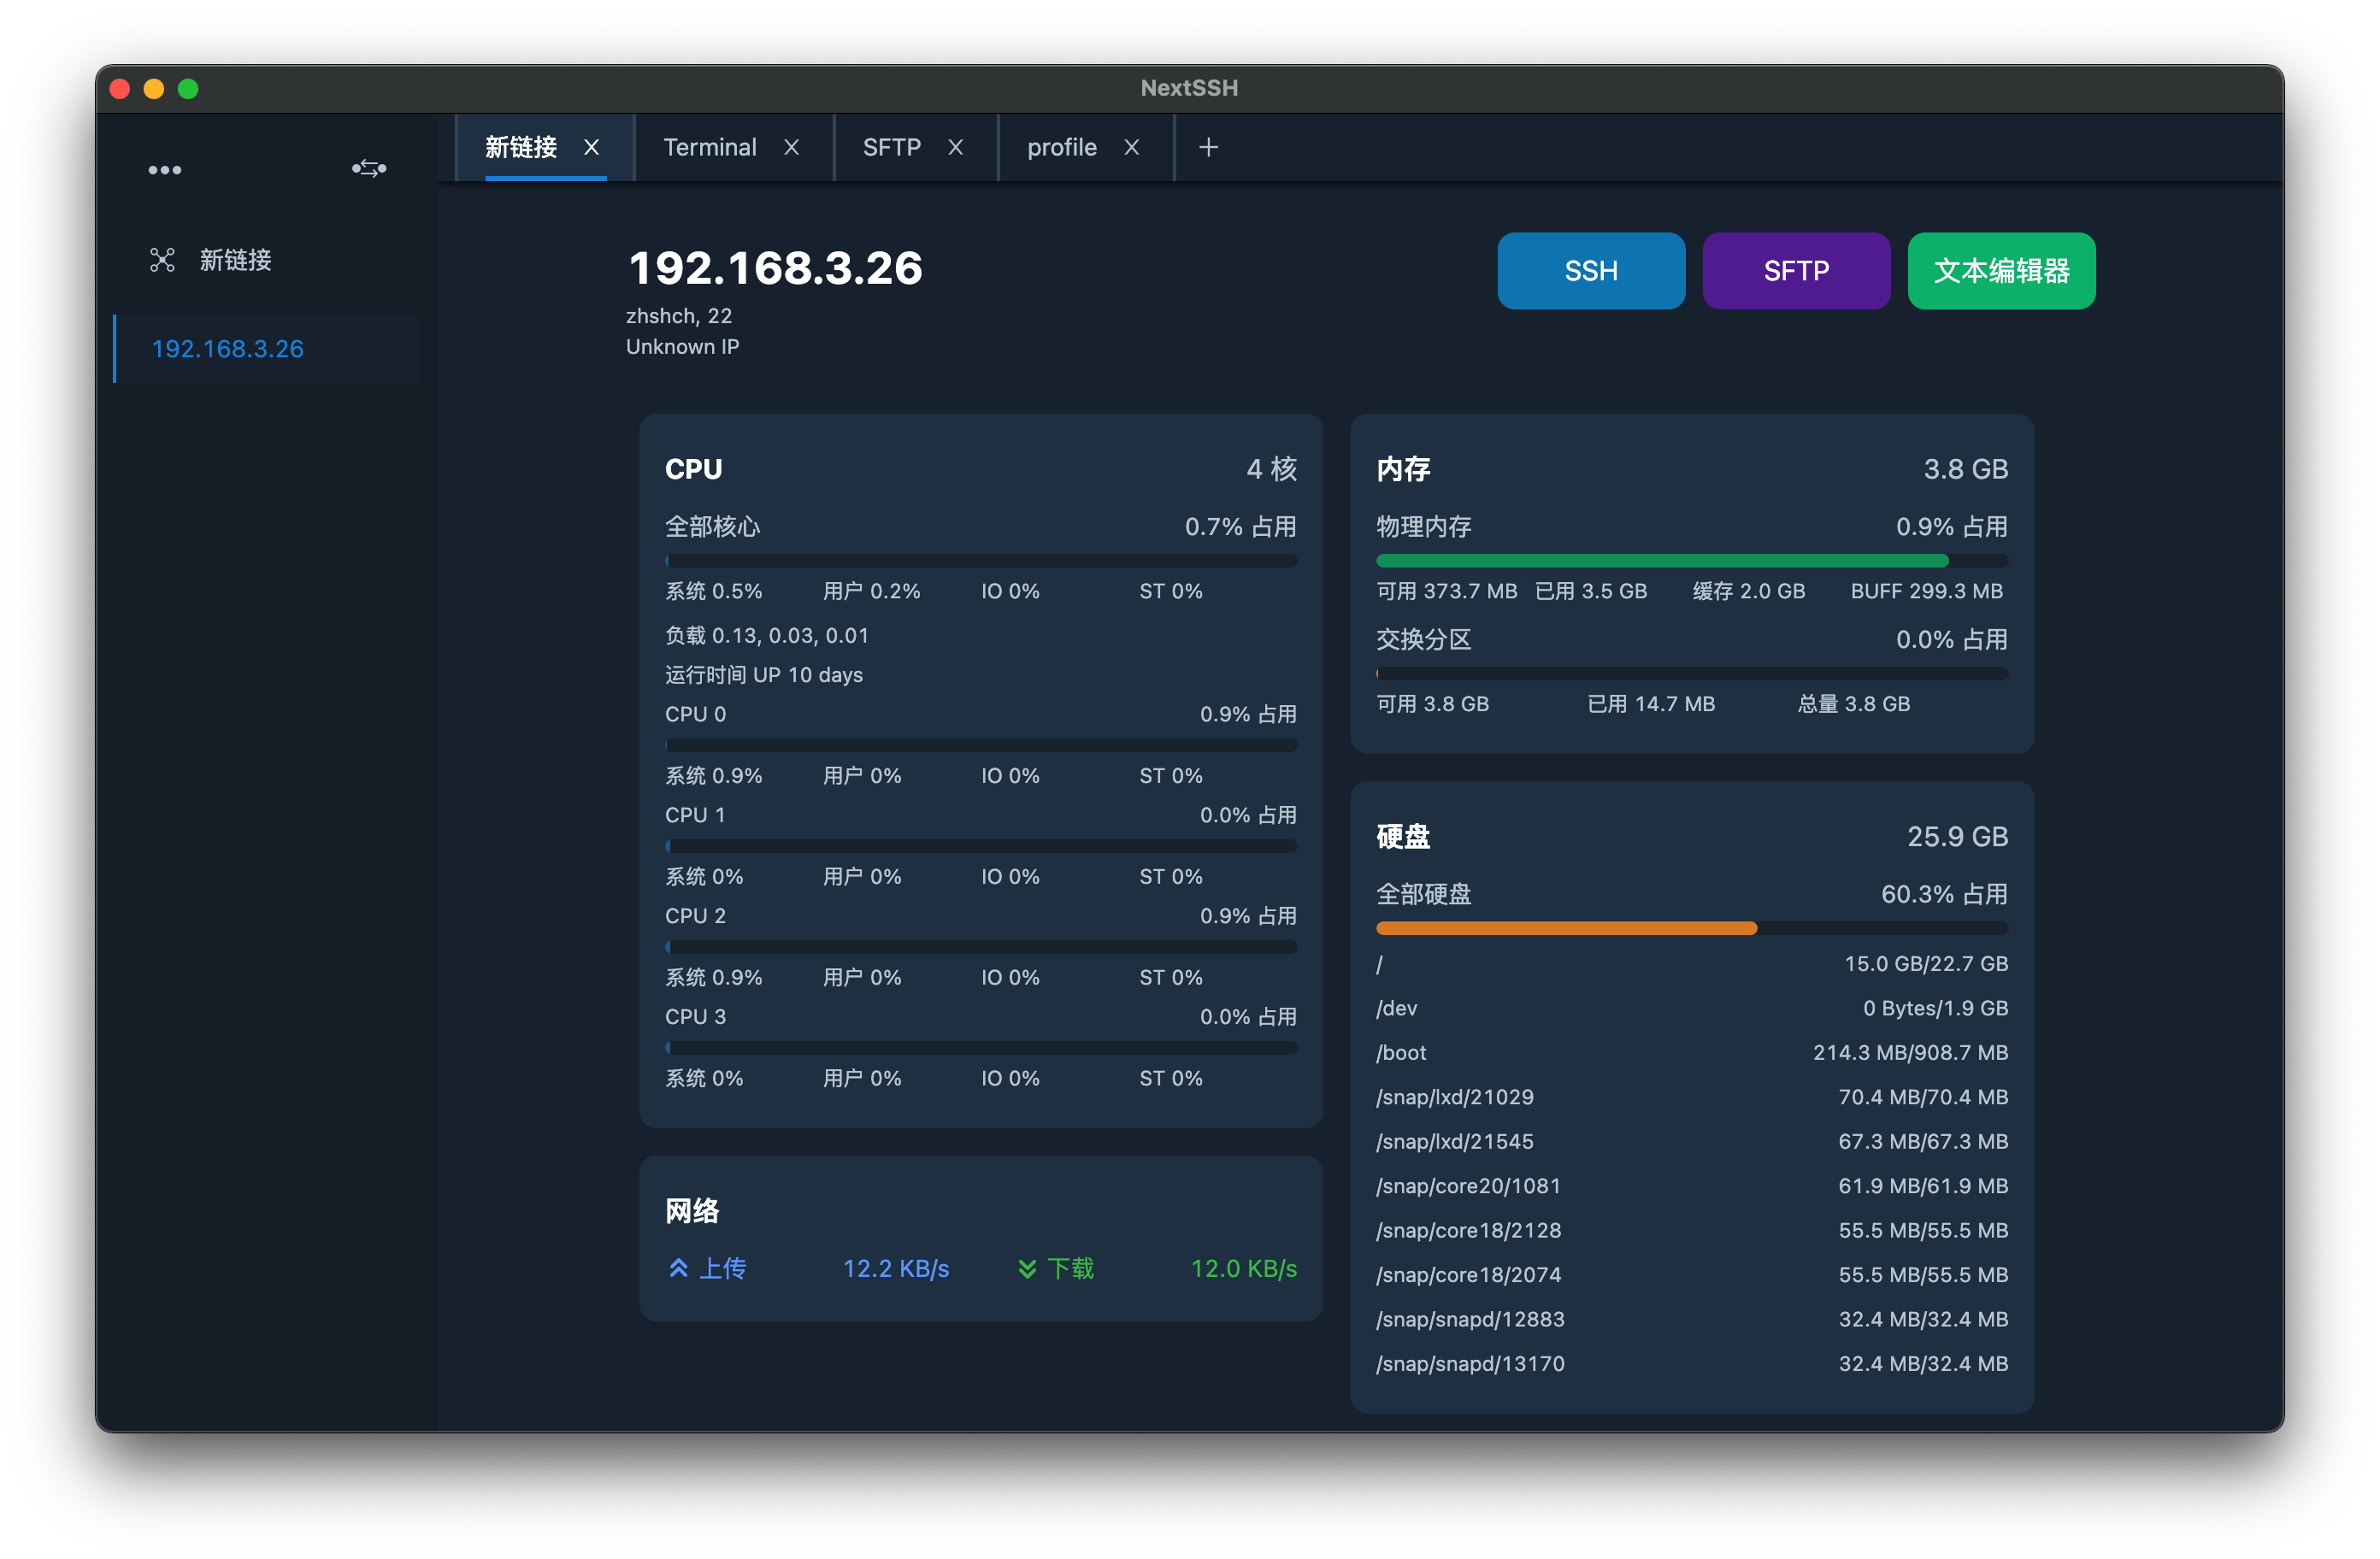 NextSSH
新链接 X Terminal X SFTP X profile X +
新链接
192.168.3.26
192.168.3.26
zhshch, 22
Unknown IP
SSH SFTP 文本编辑器
CPU 4 核
全部核心 0.7% 占用
系统 0.5% 用户 0.2% IO 0% ST 0%
负载 0.13, 0.03, 0.01
运行时间 UP 10 days
CPU 0 0.9% 占用
系统 0.9% 用户 0% IO 0% ST 0%
CPU 1 0.0% 占用
系统 0% 用户 0% IO 0% ST 0%
CPU 2 0.9% 占用
系统 0.9% 用户 0% IO 0% ST 0%
CPU 3 0.0% 占用
系统 0% 用户 0% IO 0% ST 0%
网络
上传 12.2 KB/s 下载 12.0 KB/s
内存 3.8 GB
物理内存 0.9% 占用
可用 373.7 MB 已用 3.5 GB 缓存 2.0 GB BUFF 299.3 MB
交换分区 0.0% 占用
可用 3.8 GB 已用 14.7 MB 总量 3.8 GB
硬盘 25.9 GB
全部硬盘 60.3% 占用
/ 15.0 GB/22.7 GB
/dev 0 Bytes/1.9 GB
/boot 214.3 MB/908.7 MB
/snap/lxd/21029 70.4 MB/70.4 MB
/snap/lxd/21545 67.3 MB/67.3 MB
/snap/core20/1081 61.9 MB/61.9 MB
/snap/core18/2128 55.5 MB/55.5 MB
/snap/core18/2074 55.5 MB/55.5 MB
/snap/snapd/12883 32.4 MB/32.4 MB
/snap/snapd/13170 32.4 MB/32.4 MB